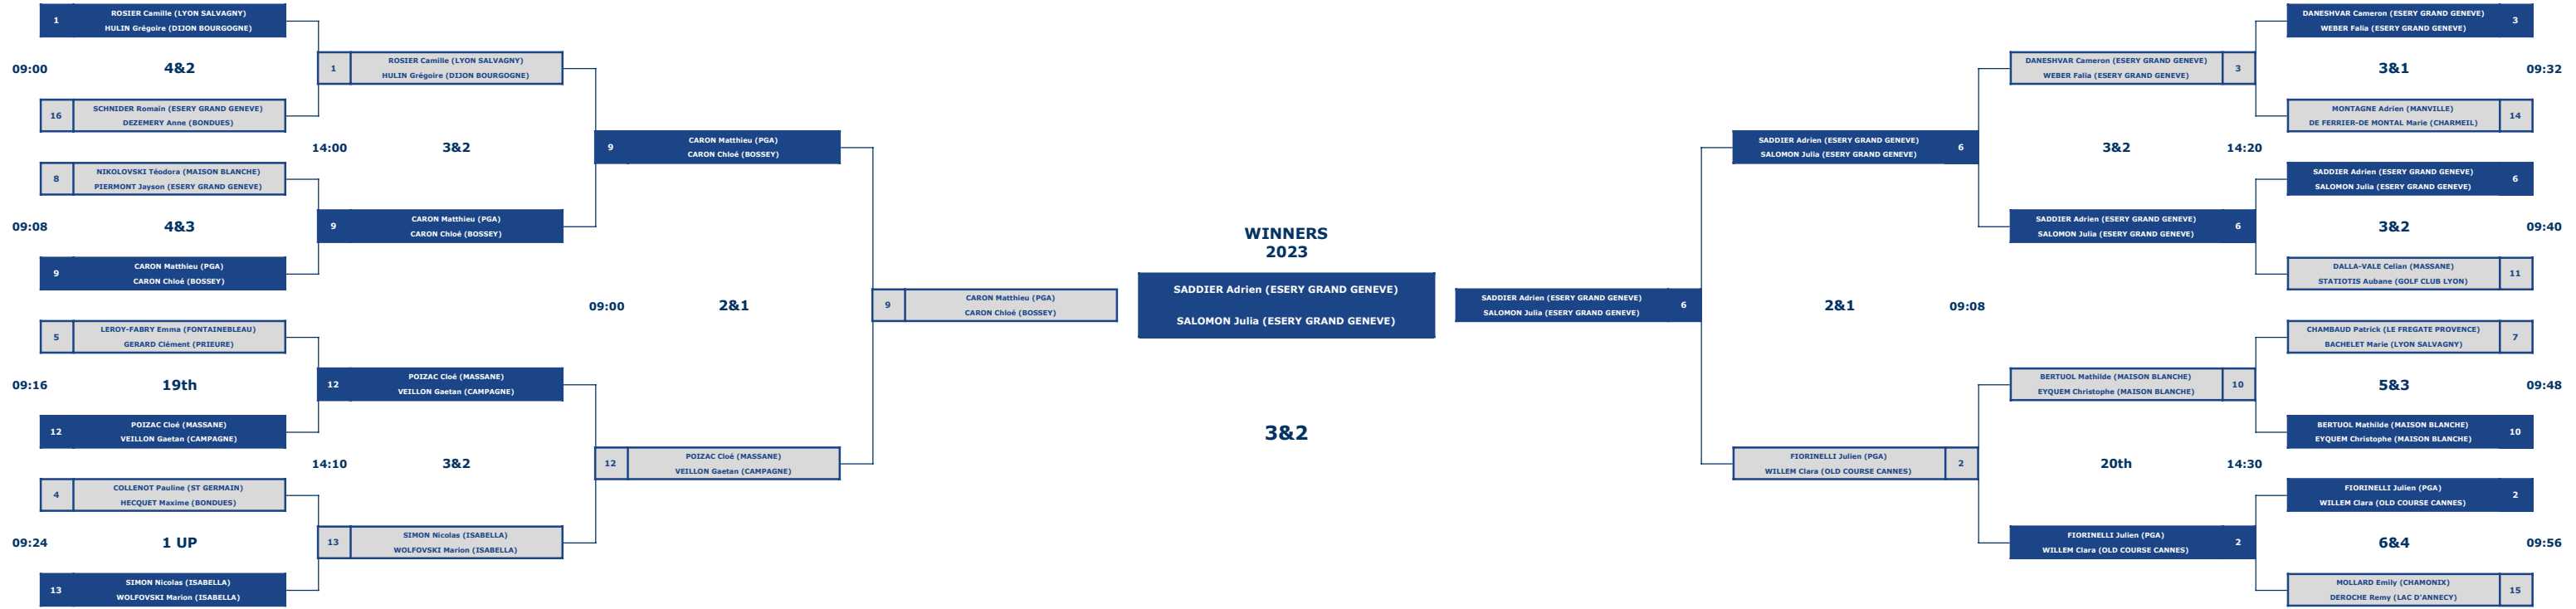 1
ROSIER Camille (LYON SALVAGNY)
HULIN Grégoire (DIJON BOURGOGNE)
09:00
4&2
16
SCHNIDER Romain (ESERY GRAND GENEVE)
DEZEMERY Anne (BONDUES)
8
NIKOLOVSKI Téodora (MAISON BLANCHE)
PIERMONT Jayson (ESERY GRAND GENEVE)
09:08
4&3
9
CARON Matthieu (PGA)
CARON Chloé (BOSSEY)
5
LEROY-FABRY Emma (FONTAINEBLEAU)
GERARD Clément (PRIEURE)
09:16
19th
12
POIZAC Cloé (MASSANE)
VEILLON Gaetan (CAMPAGNE)
4
COLLENOT Pauline (ST GERMAIN)
HECQUET Maxime (BONDUES)
09:24
1 UP
13
SIMON Nicolas (ISABELLA)
WOLFOVSKI Marion (ISABELLA)
1
ROSIER Camille (LYON SALVAGNY)
HULIN Grégoire (DIJON BOURGOGNE)
14:00
3&2
9
CARON Matthieu (PGA)
CARON Chloé (BOSSEY)
12
POIZAC Cloé (MASSANE)
VEILLON Gaetan (CAMPAGNE)
14:10
3&2
13
SIMON Nicolas (ISABELLA)
WOLFOVSKI Marion (ISABELLA)
9
CARON Matthieu (PGA)
CARON Chloé (BOSSEY)
09:00
2&1
12
POIZAC Cloé (MASSANE)
VEILLON Gaetan (CAMPAGNE)
9
CARON Matthieu (PGA)
CARON Chloé (BOSSEY)
WINNERS
2023
SADDIER Adrien (ESERY GRAND GENEVE)
SALOMON Julia (ESERY GRAND GENEVE)
3&2
SADDIER Adrien (ESERY GRAND GENEVE)
SALOMON Julia (ESERY GRAND GENEVE)
6
SADDIER Adrien (ESERY GRAND GENEVE)
SALOMON Julia (ESERY GRAND GENEVE)
6
2&1
09:08
FIORINELLI Julien (PGA)
WILLEM Clara (OLD COURSE CANNES)
2
DANESHVAR Cameron (ESERY GRAND GENEVE)
WEBER Falia (ESERY GRAND GENEVE)
3
3&2
14:20
SADDIER Adrien (ESERY GRAND GENEVE)
SALOMON Julia (ESERY GRAND GENEVE)
6
BERTUOL Mathilde (MAISON BLANCHE)
EYQUEM Christophe (MAISON BLANCHE)
10
20th
14:30
FIORINELLI Julien (PGA)
WILLEM Clara (OLD COURSE CANNES)
2
DANESHVAR Cameron (ESERY GRAND GENEVE)
WEBER Falia (ESERY GRAND GENEVE)
3
3&1
09:32
MONTAGNE Adrien (MANVILLE)
DE FERRIER-DE MONTAL Marie (CHARMEIL)
14
SADDIER Adrien (ESERY GRAND GENEVE)
SALOMON Julia (ESERY GRAND GENEVE)
6
3&2
09:40
DALLA-VALE Celian (MASSANE)
STATIOTIS Aubane (GOLF CLUB LYON)
11
CHAMBAUD Patrick (LE FREGATE PROVENCE)
BACHELET Marie (LYON SALVAGNY)
7
5&3
09:48
BERTUOL Mathilde (MAISON BLANCHE)
EYQUEM Christophe (MAISON BLANCHE)
10
FIORINELLI Julien (PGA)
WILLEM Clara (OLD COURSE CANNES)
2
6&4
09:56
MOLLARD Emily (CHAMONIX)
DEROCHE Remy (LAC D'ANNECY)
15